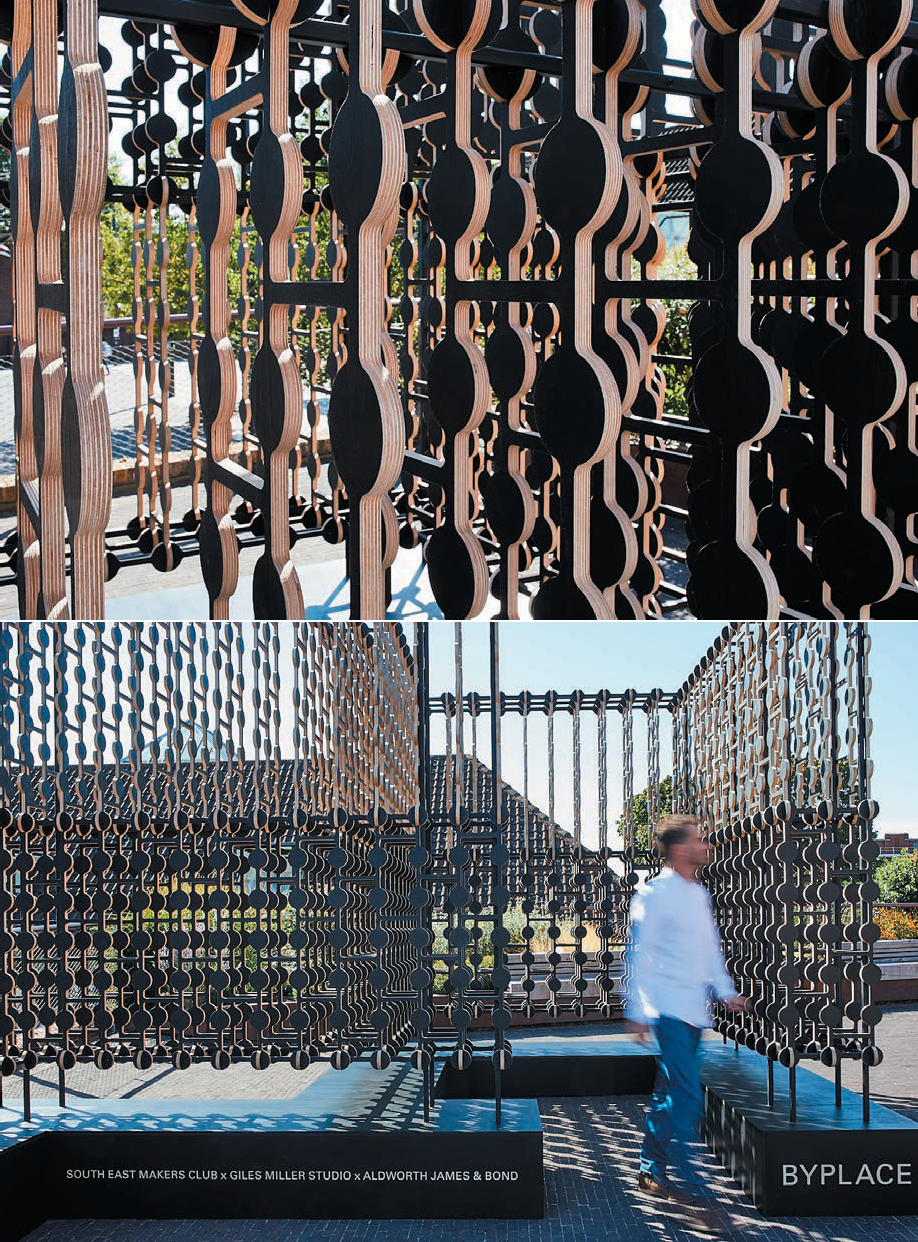 SOUTH EAST MAKERS CLUB x GILES MILLER STUDIO x ALDWORTH JAMES & BOND
BYPLACE